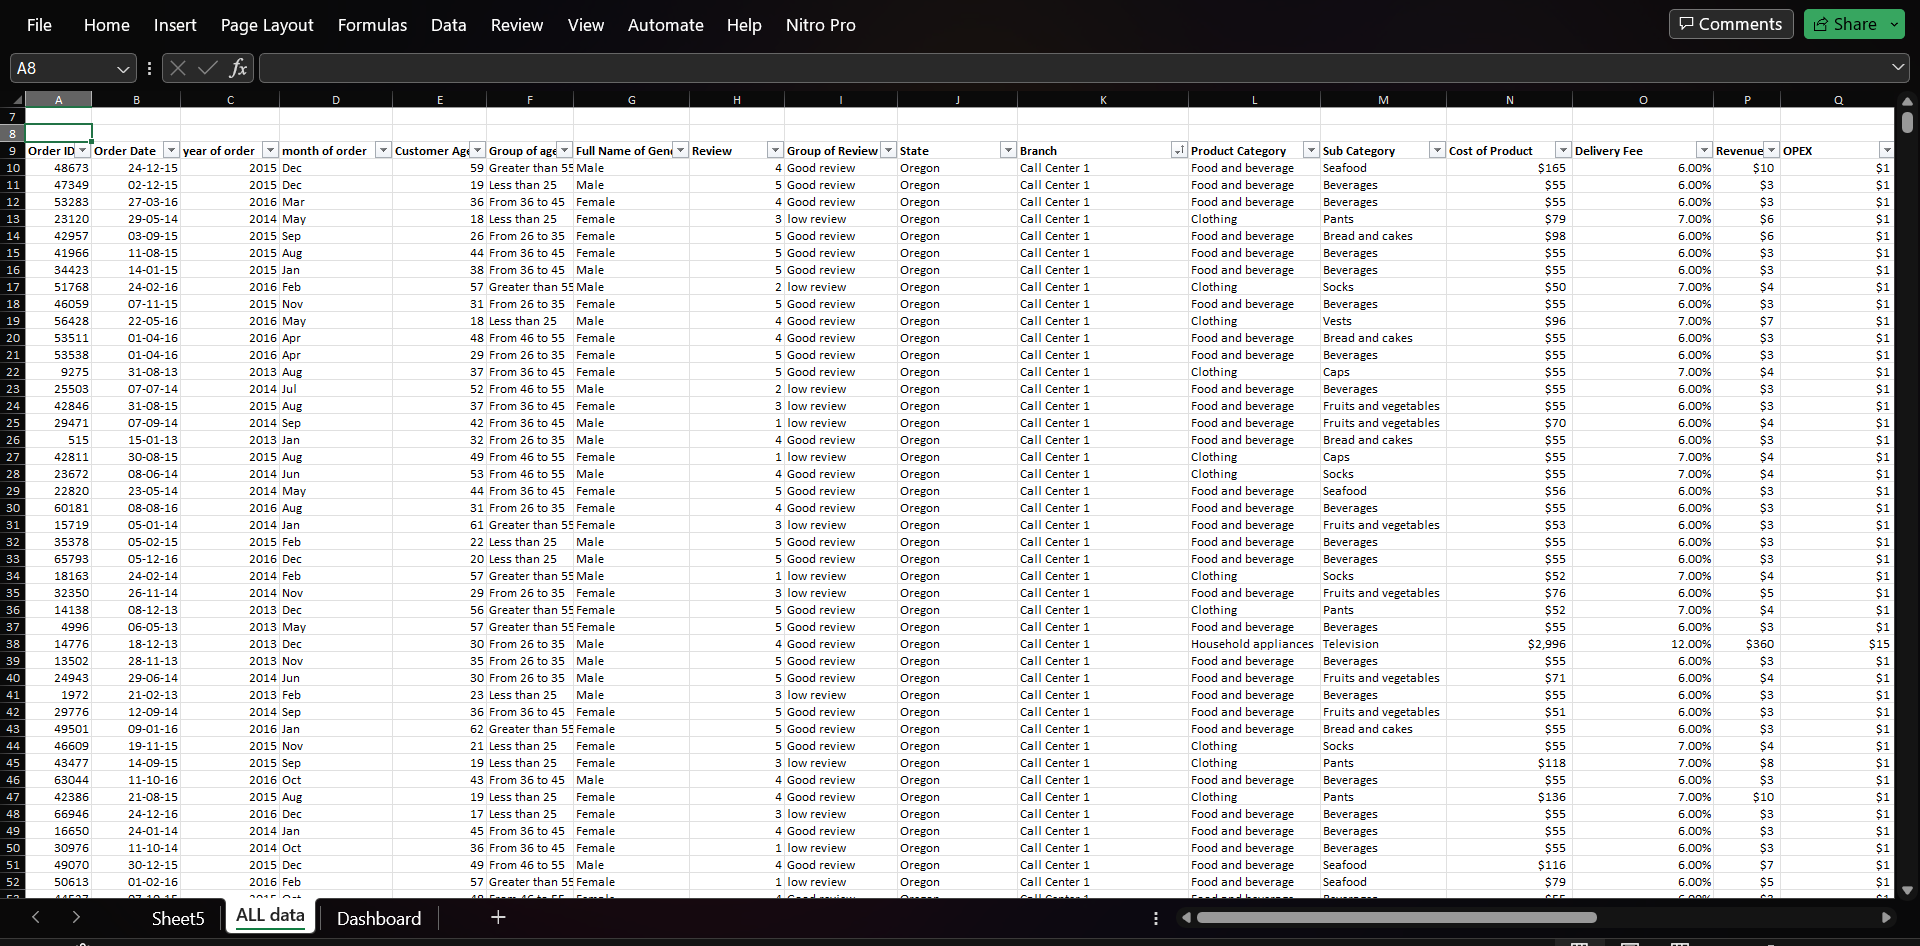 File Home Insert Page Layout Formulas Data Review View Automate Help Nitro Pro Comments Share
A8 fx
A B C D E F G H I J K L M N O P Q
7
8
9 Order ID Order Date year of order month of order Customer Age Group of age Full Name of Gen Review Group of Review State Branch Product Category Sub Category Cost of Product Delivery Fee Revenue OPEX
10 48673 24-12-15 2015 Dec 59 Greater than 55 Male 4 Good review Oregon Call Center 1 Food and beverage Seafood $165 6.00% $10 $1
11 47349 02-12-15 2015 Dec 19 Less than 25 Male 5 Good review Oregon Call Center 1 Food and beverage Beverages $55 6.00% $3 $1
12 53283 27-03-16 2016 Mar 36 From 36 to 45 Female 4 Good review Oregon Call Center 1 Food and beverage Beverages $55 6.00% $3 $1
13 23120 29-05-14 2014 May 18 Less than 25 Female 3 low review Oregon Call Center 1 Clothing Pants $79 7.00% $6 $1
14 42957 03-09-15 2015 Sep 26 From 26 to 35 Female 5 Good review Oregon Call Center 1 Food and beverage Bread and cakes $98 6.00% $6 $1
15 41966 11-08-15 2015 Aug 44 From 36 to 45 Female 5 Good review Oregon Call Center 1 Food and beverage Beverages $55 6.00% $3 $1
16 34423 14-01-15 2015 Jan 38 From 36 to 45 Male 5 Good review Oregon Call Center 1 Food and beverage Beverages $55 6.00% $3 $1
17 51768 24-02-16 2016 Feb 57 Greater than 55 Male 2 low review Oregon Call Center 1 Clothing Socks $50 7.00% $4 $1
18 46059 07-11-15 2015 Nov 31 From 26 to 35 Female 5 Good review Oregon Call Center 1 Food and beverage Beverages $55 6.00% $3 $1
19 56428 22-05-16 2016 May 18 Less than 25 Male 4 Good review Oregon Call Center 1 Clothing Vests $96 7.00% $7 $1
20 53511 01-04-16 2016 Apr 48 From 46 to 55 Female 4 Good review Oregon Call Center 1 Food and beverage Bread and cakes $55 6.00% $3 $1
21 53538 01-04-16 2016 Apr 29 From 26 to 35 Female 5 Good review Oregon Call Center 1 Food and beverage Beverages $55 6.00% $3 $1
22 9275 31-08-13 2013 Aug 37 From 36 to 45 Female 5 Good review Oregon Call Center 1 Clothing Caps $55 7.00% $4 $1
23 25503 07-07-14 2014 Jul 52 From 46 to 55 Male 2 low review Oregon Call Center 1 Food and beverage Beverages $55 6.00% $3 $1
24 42846 31-08-15 2015 Aug 37 From 36 to 45 Female 3 low review Oregon Call Center 1 Food and beverage Fruits and vegetables $55 6.00% $3 $1
25 29471 07-09-14 2014 Sep 42 From 36 to 45 Male 1 low review Oregon Call Center 1 Food and beverage Fruits and vegetables $70 6.00% $4 $1
26 515 15-01-13 2013 Jan 32 From 26 to 35 Male 4 Good review Oregon Call Center 1 Food and beverage Bread and cakes $55 6.00% $3 $1
27 42811 30-08-15 2015 Aug 49 From 46 to 55 Female 1 low review Oregon Call Center 1 Clothing Caps $55 7.00% $4 $1
28 23672 08-06-14 2014 Jun 53 From 46 to 55 Male 4 Good review Oregon Call Center 1 Clothing Socks $55 7.00% $4 $1
29 22820 23-05-14 2014 May 44 From 36 to 45 Female 5 Good review Oregon Call Center 1 Food and beverage Seafood $56 6.00% $3 $1
30 60181 08-08-16 2016 Aug 31 From 26 to 35 Female 4 Good review Oregon Call Center 1 Food and beverage Beverages $55 6.00% $3 $1
31 15719 05-01-14 2014 Jan 61 Greater than 55 Female 3 low review Oregon Call Center 1 Food and beverage Fruits and vegetables $53 6.00% $3 $1
32 35378 05-02-15 2015 Feb 22 Less than 25 Male 5 Good review Oregon Call Center 1 Food and beverage Beverages $55 6.00% $3 $1
33 65793 05-12-16 2016 Dec 20 Less than 25 Male 5 Good review Oregon Call Center 1 Food and beverage Beverages $55 6.00% $3 $1
34 18163 24-02-14 2014 Feb 57 Greater than 55 Male 1 low review Oregon Call Center 1 Clothing Socks $52 7.00% $4 $1
35 32350 26-11-14 2014 Nov 29 From 26 to 35 Female 3 low review Oregon Call Center 1 Food and beverage Fruits and vegetables $76 6.00% $5 $1
36 14138 08-12-13 2013 Dec 56 Greater than 55 Female 5 Good review Oregon Call Center 1 Clothing Pants $52 7.00% $4 $1
37 4996 06-05-13 2013 May 57 Greater than 55 Female 5 Good review Oregon Call Center 1 Food and beverage Beverages $55 6.00% $3 $1
38 14776 18-12-13 2013 Dec 30 From 26 to 35 Male 4 Good review Oregon Call Center 1 Household appliances Television $2,996 12.00% $360 $15
39 13502 28-11-13 2013 Nov 35 From 26 to 35 Male 5 Good review Oregon Call Center 1 Food and beverage Beverages $55 6.00% $3 $1
40 24943 29-06-14 2014 Jun 30 From 26 to 35 Male 5 Good review Oregon Call Center 1 Food and beverage Fruits and vegetables $71 6.00% $4 $1
41 1972 21-02-13 2013 Feb 23 Less than 25 Male 3 low review Oregon Call Center 1 Food and beverage Beverages $55 6.00% $3 $1
42 29776 12-09-14 2014 Sep 36 From 36 to 45 Female 5 Good review Oregon Call Center 1 Food and beverage Fruits and vegetables $51 6.00% $3 $1
43 49501 09-01-16 2016 Jan 62 Greater than 55 Female 5 Good review Oregon Call Center 1 Food and beverage Bread and cakes $55 6.00% $3 $1
44 46609 19-11-15 2015 Nov 21 Less than 25 Female 5 Good review Oregon Call Center 1 Clothing Socks $55 7.00% $4 $1
45 43477 14-09-15 2015 Sep 19 Less than 25 Female 3 low review Oregon Call Center 1 Clothing Pants $118 7.00% $8 $1
46 63044 11-10-16 2016 Oct 43 From 36 to 45 Male 4 Good review Oregon Call Center 1 Food and beverage Beverages $55 6.00% $3 $1
47 42386 21-08-15 2015 Aug 19 Less than 25 Female 4 Good review Oregon Call Center 1 Clothing Pants $136 7.00% $10 $1
48 66946 24-12-16 2016 Dec 17 Less than 25 Female 3 low review Oregon Call Center 1 Food and beverage Beverages $55 6.00% $3 $1
49 16650 24-01-14 2014 Jan 45 From 36 to 45 Female 4 Good review Oregon Call Center 1 Food and beverage Beverages $55 6.00% $3 $1
50 30976 11-10-14 2014 Oct 36 From 36 to 45 Female 1 low review Oregon Call Center 1 Food and beverage Beverages $55 6.00% $3 $1
51 49070 30-12-15 2015 Dec 49 From 46 to 55 Male 4 Good review Oregon Call Center 1 Food and beverage Seafood $116 6.00% $7 $1
52 50613 01-02-16 2016 Feb 57 Greater than 55 Female 1 low review Oregon Call Center 1 Food and beverage Seafood $79 6.00% $5 $1
Sheet5 ALL data Dashboard